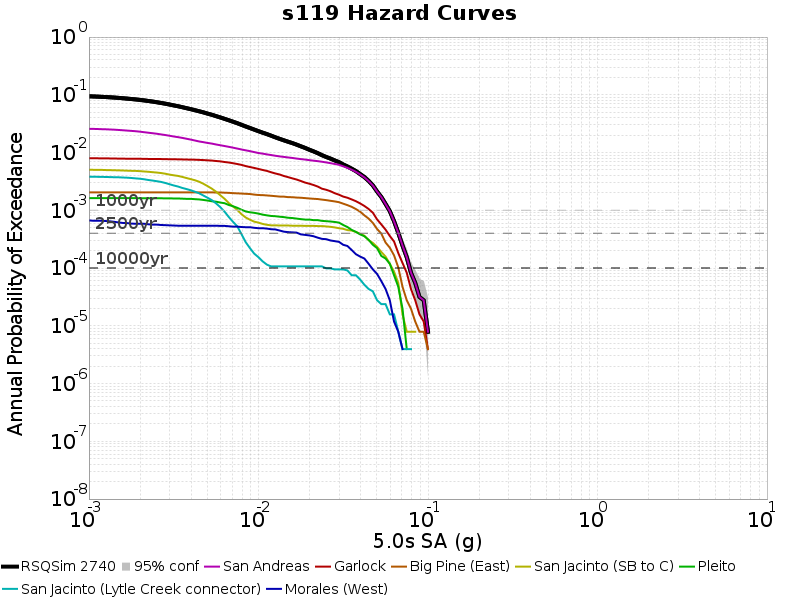 s119 Hazard Curves
Annual Probability of Exceedance
10^0
10^-1
10^-2
10^-3
10^-4
10^-5
10^-6
10^-7
10^-8
1000yr
2500yr
10000yr
10^-3 10^-2 10^-1 10^0 10^1
5.0s SA (g)
RSQSim 2740 95% conf San Andreas Garlock Big Pine (East) San Jacinto (SB to C) Pleito
San Jacinto (Lytle Creek connector) Morales (West)